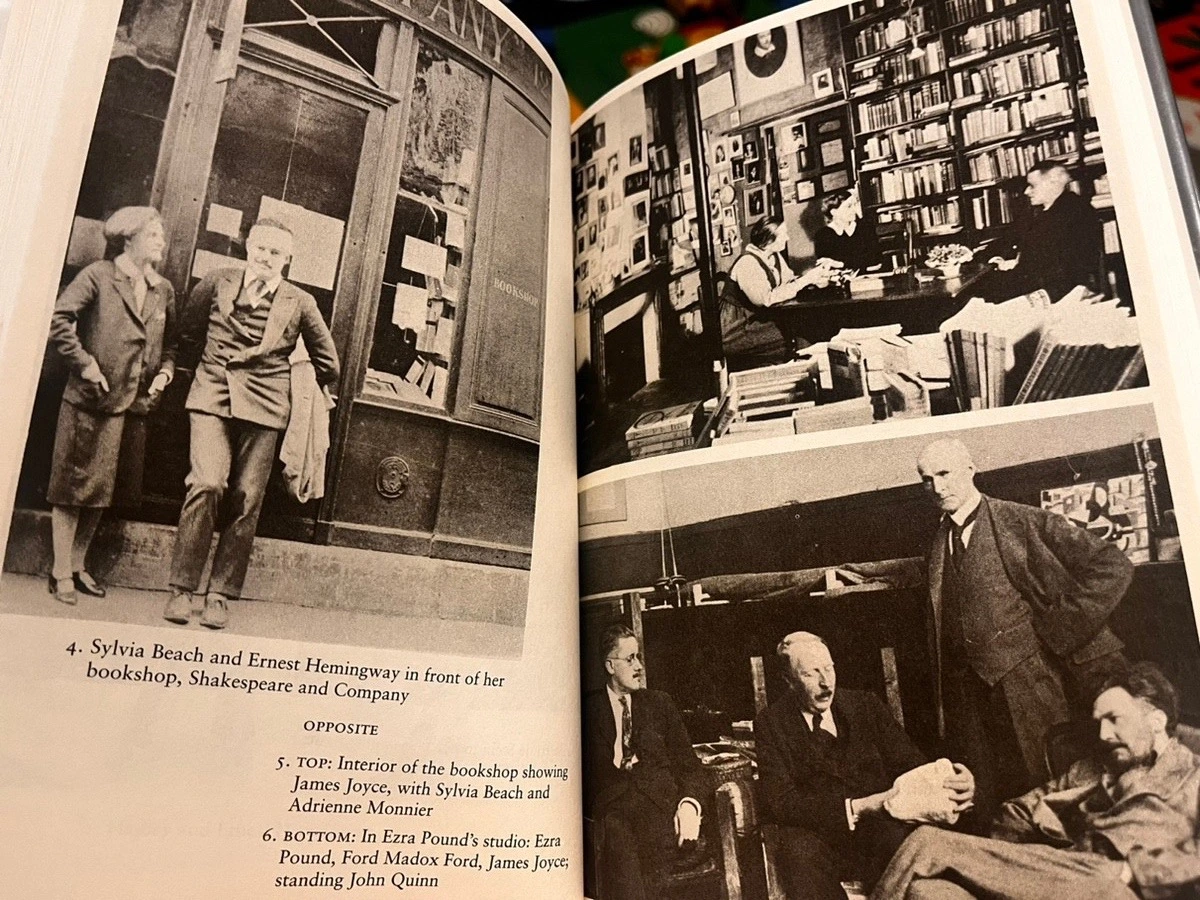 PANY
BOOKSHOP
4. Sylvia Beach and Ernest Hemingway in front of her
bookshop, Shakespeare and Company
OPPOSITE
5. TOP: Interior of the bookshop showing
James Joyce, with Sylvia Beach and
Adrienne Monnier
6. BOTTOM: In Ezra Pound's studio: Ezra
Pound, Ford Madox Ford, James Joyce;
standing John Quinn